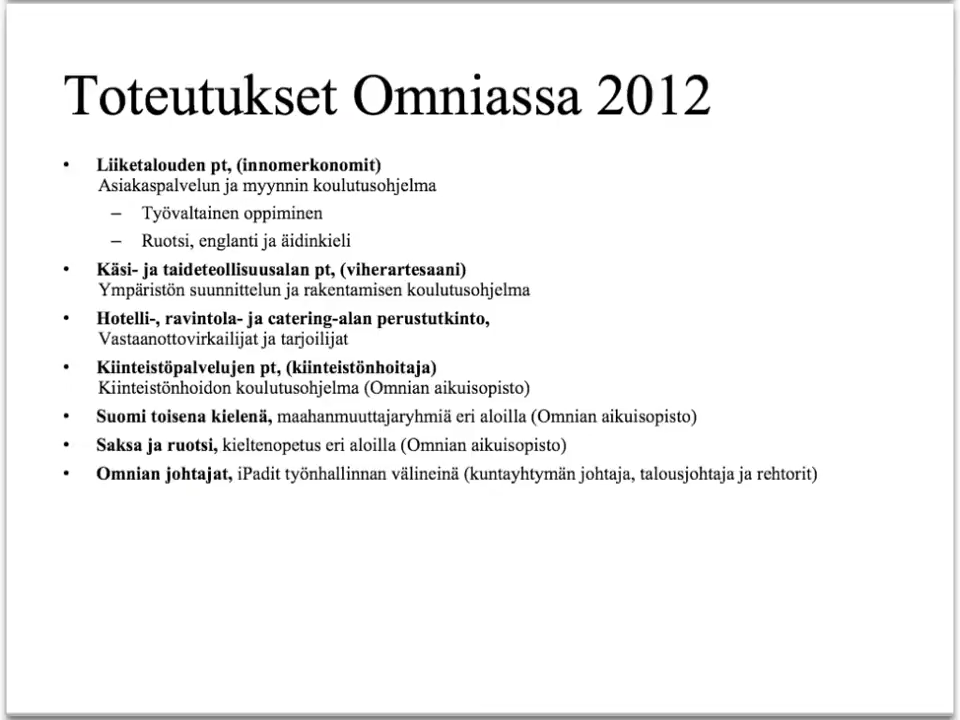 Toteutukset Omniassa 2012
• Liiketalouden pt, (innomerkonomit)
Asiakaspalvelun ja myynnin koulutusohjelma
– Työvaltainen oppiminen
– Ruotsi, englanti ja äidinkieli
• Käsi- ja taideteollisuusalan pt, (viherartesaani)
Ympäristön suunnittelun ja rakentamisen koulutusohjelma
• Hotelli-, ravintola- ja catering-alan perustutkinto,
Vastaanottovirkailijat ja tarjoilijat
• Kiinteistöpalvelujen pt, (kiinteistönhoitaja)
Kiinteistönhoidon koulutusohjelma (Omnian aikuisopisto)
• Suomi toisena kielenä, maahanmuuttajaryhmiä eri aloilla (Omnian aikuisopisto)
• Saksa ja ruotsi, kieltenopetus eri aloilla (Omnian aikuisopisto)
• Omnian johtajat, iPadit työnhallinnan välineinä (kuntayhtymän johtaja, talousjohtaja ja rehtorit)